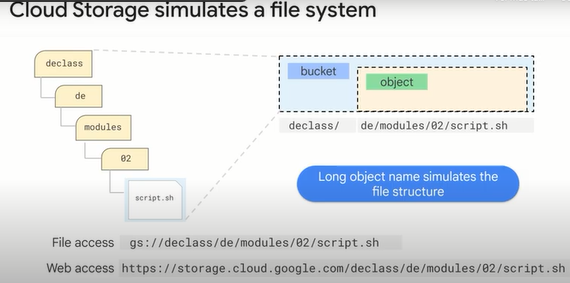 Cloud Storage simulates a file system
declass
de
modules
02
script.sh
bucket
object
declass/ de/modules/02/script.sh
Long object name simulates the
file structure
File access gs://declass/de/modules/02/script.sh
Web access https://storage.cloud.google.com/declass/de/modules/02/script.sh